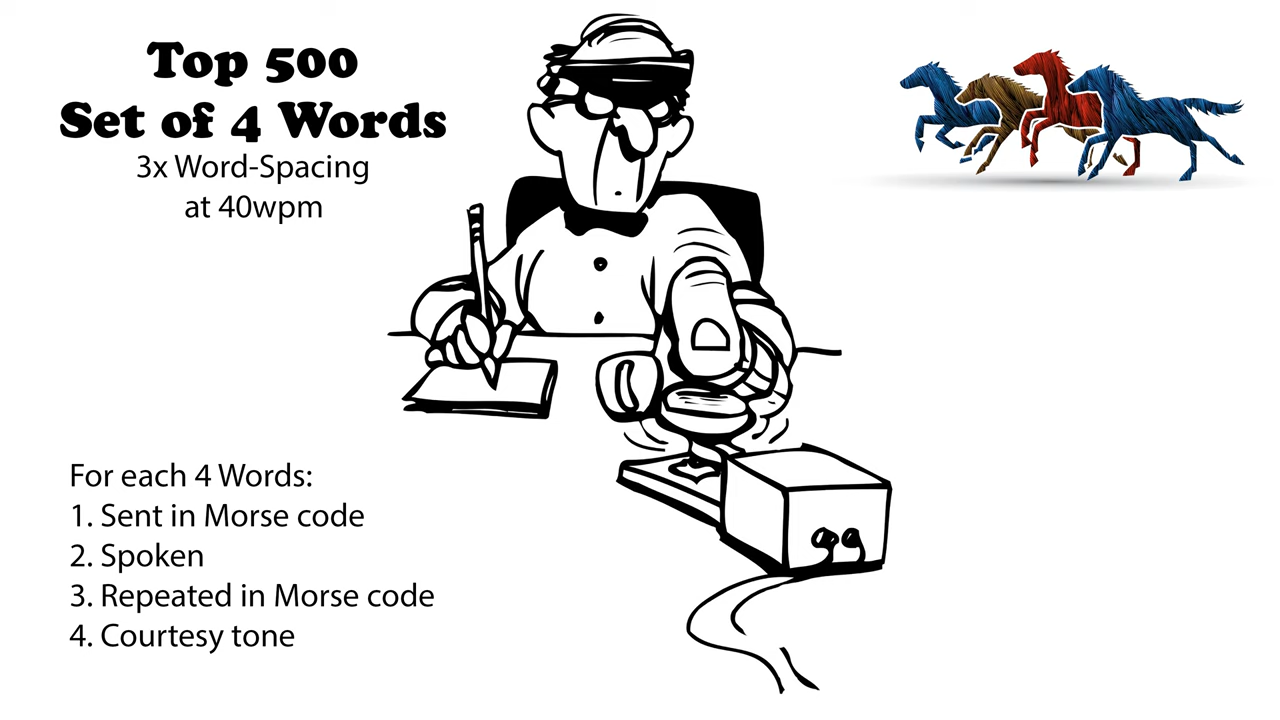 Top 500
Set of 4 Words
3x Word-Spacing
at 40wpm
For each 4 Words:
1. Sent in Morse code
2. Spoken
3. Repeated in Morse code
4. Courtesy tone